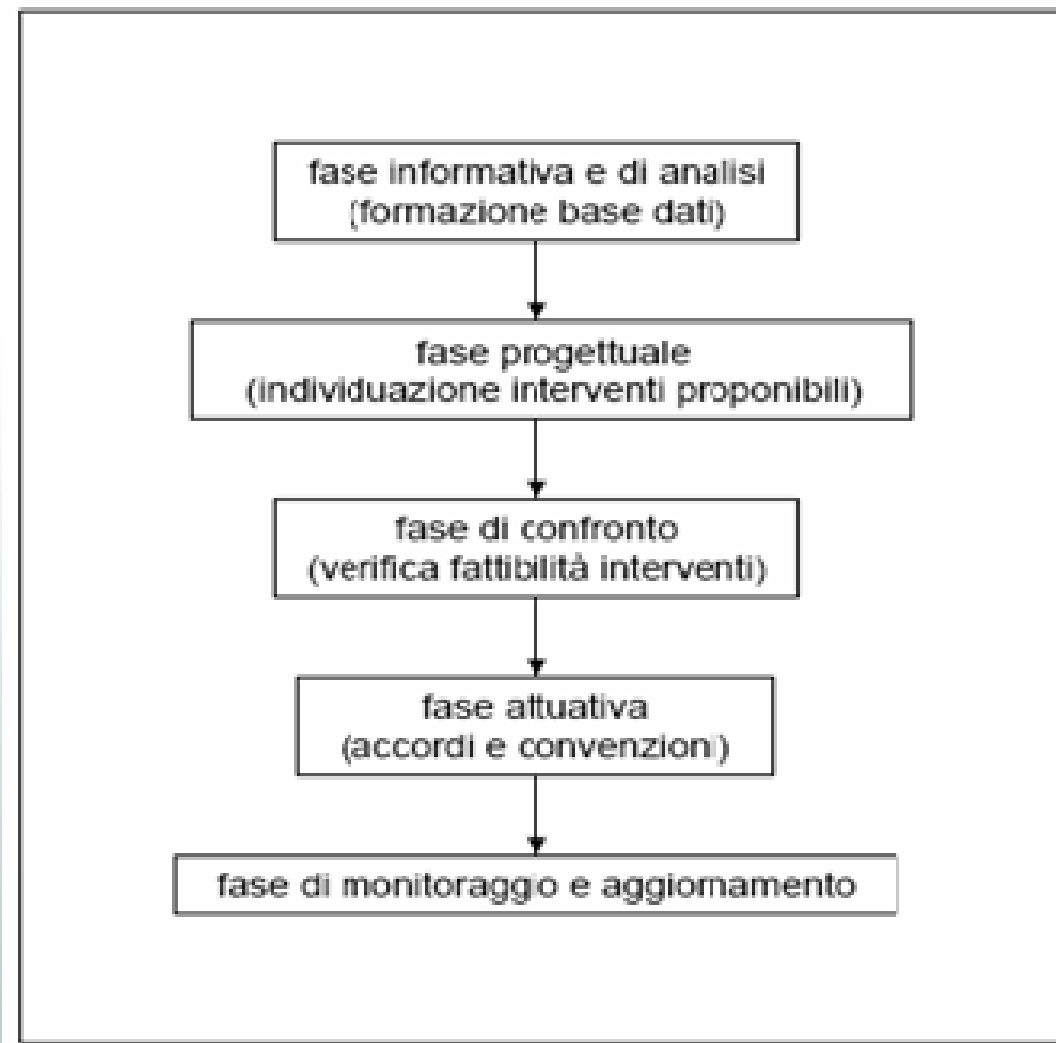 fase informativa e di analisi
(formazione base dati)
fase progettuale
(individuazione interventi proponibili)
fase di confronto
(verifica fattibilità interventi)
fase attuativa
(accordi e convenzioni)
fase di monitoraggio e aggiornamento